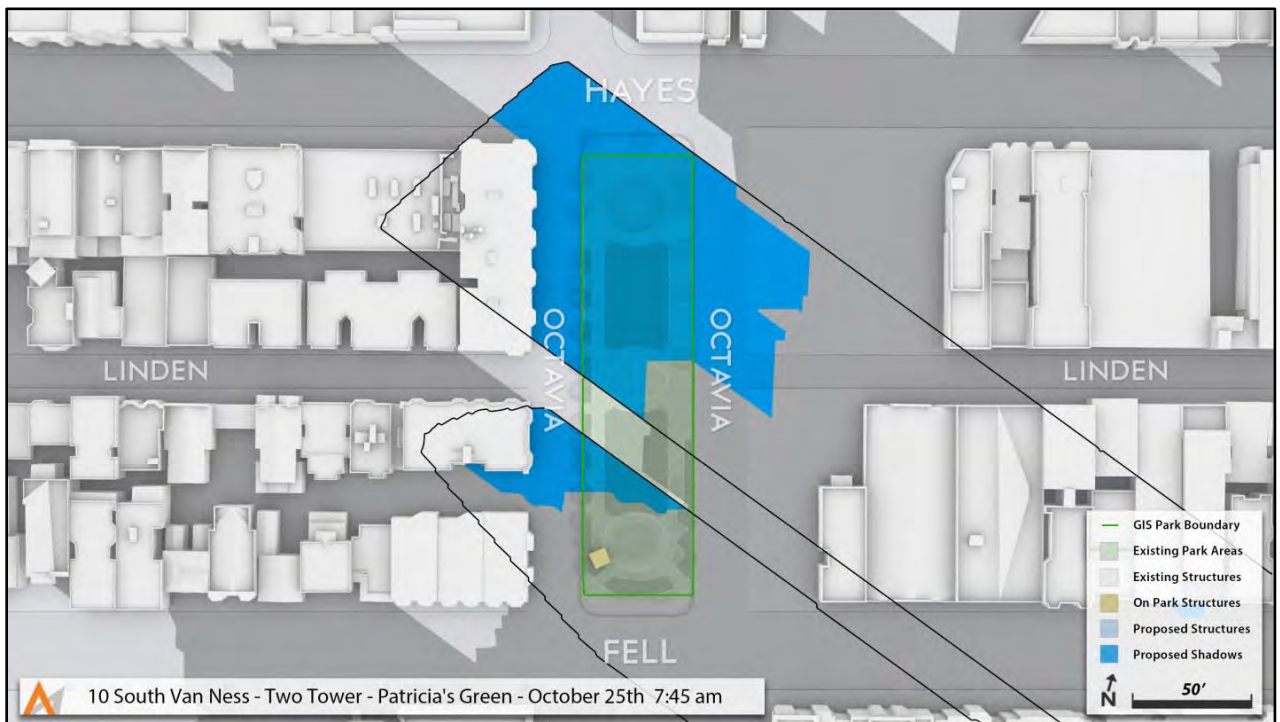 HAYES
OCTAVIA
OCTAVIA
LINDEN
LINDEN
FELL
GIS Park Boundary
Existing Park Areas
Existing Structures
On Park Structures
Proposed Structures
Proposed Shadows
N
50'
10 South Van Ness - Two Tower - Patricia's Green - October 25th 7:45 am